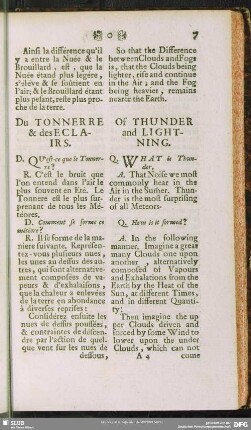 7
Ainsi la différence qu'il
y a entre la Nuée & le
Brouillard, est, que la
Nuée étant plus legére,
s'éléve & se soûtient en
l'air; & le Brouillard étant
plus pesant, reste plus pro-
che de la terre.
Du TONNERRE
& des ECLA-
IRS.
D. QU'est-ce que le Tonner-
re?
R. C'est le bruit que
l'on entend dans l'air le
plus souvent en Eté. Le
Tonnere est le plus sur-
prenant de tous les Mé-
téores.
D. Comment se forme ce
météore?
R. Il se forme de la ma-
niere suivante. Représen-
tez-vous plusieurs nues,
les unes au dessus des au-
tres, qui sont alternative-
ment composées de va-
peurs & d'exhalaisons,
que la chaleur a enlevées
de la terre en abondance
à diverses reprises:
Considérez ensuite les
nues de dessus poussées,
& contraintes de descen-
dre par l'action de quel-
que vent sur les nues de
dessous,
So that the Difference
between Clouds and Fogs
is, that the Clouds being
lighter, rise and continue
in the Air; and the Fog
being heavier, remains
nearer the Earth.
Of THUNDER
and LIGHT-
NING.
Q. WHAT is Thun-
der,
A. That Noise we most
commonly hear in the
Air in the Summer. Thun-
der is the most surprising
of all Meteors.
Q. How is it formed?
A. In the following
manner. Imagine a great
many Clouds one upon
another, alternatively
composed of Vapours
and Exhalations from the
Earth by the Heat of the
Sun, at different Times,
and in different Quanti-
ty:
Then imagine the up
per Clouds driven and
forced by some Wind to
lower upon the under
Clouds, which can not
A 4 come